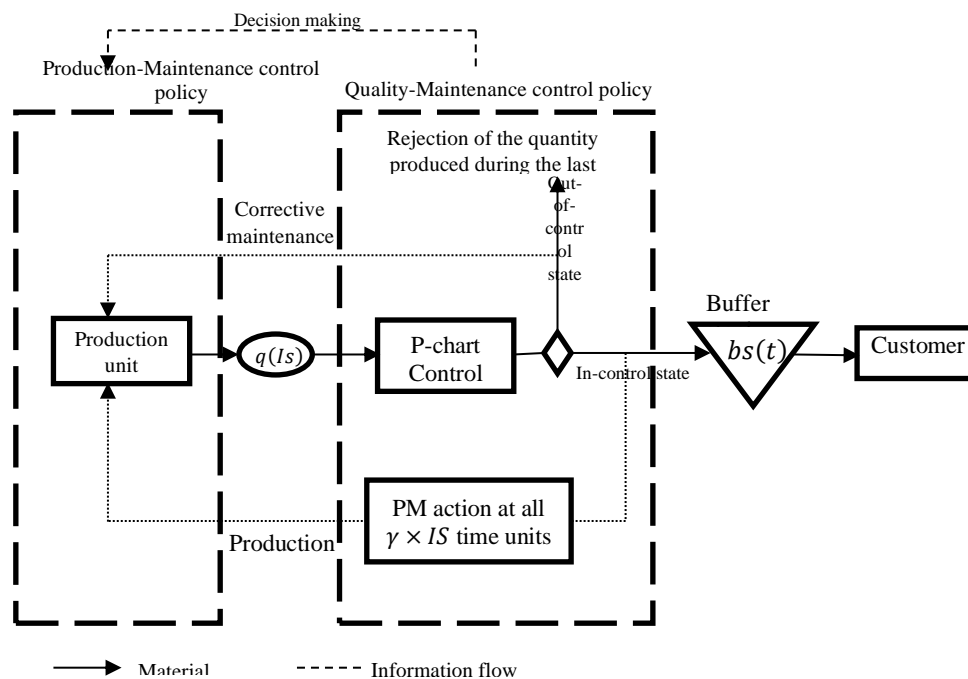 Decision making
Production-Maintenance control
policy
Quality-Maintenance control policy
Rejection of the quantity
produced during the last
Out-
of-
contr
ol
state
Corrective
maintenance
Production
unit
q(Is)
P-chart
Control
In-control state
Buffer
bs(t)
Customer
PM action at all
γ × IS time units
Production
Material
Information flow